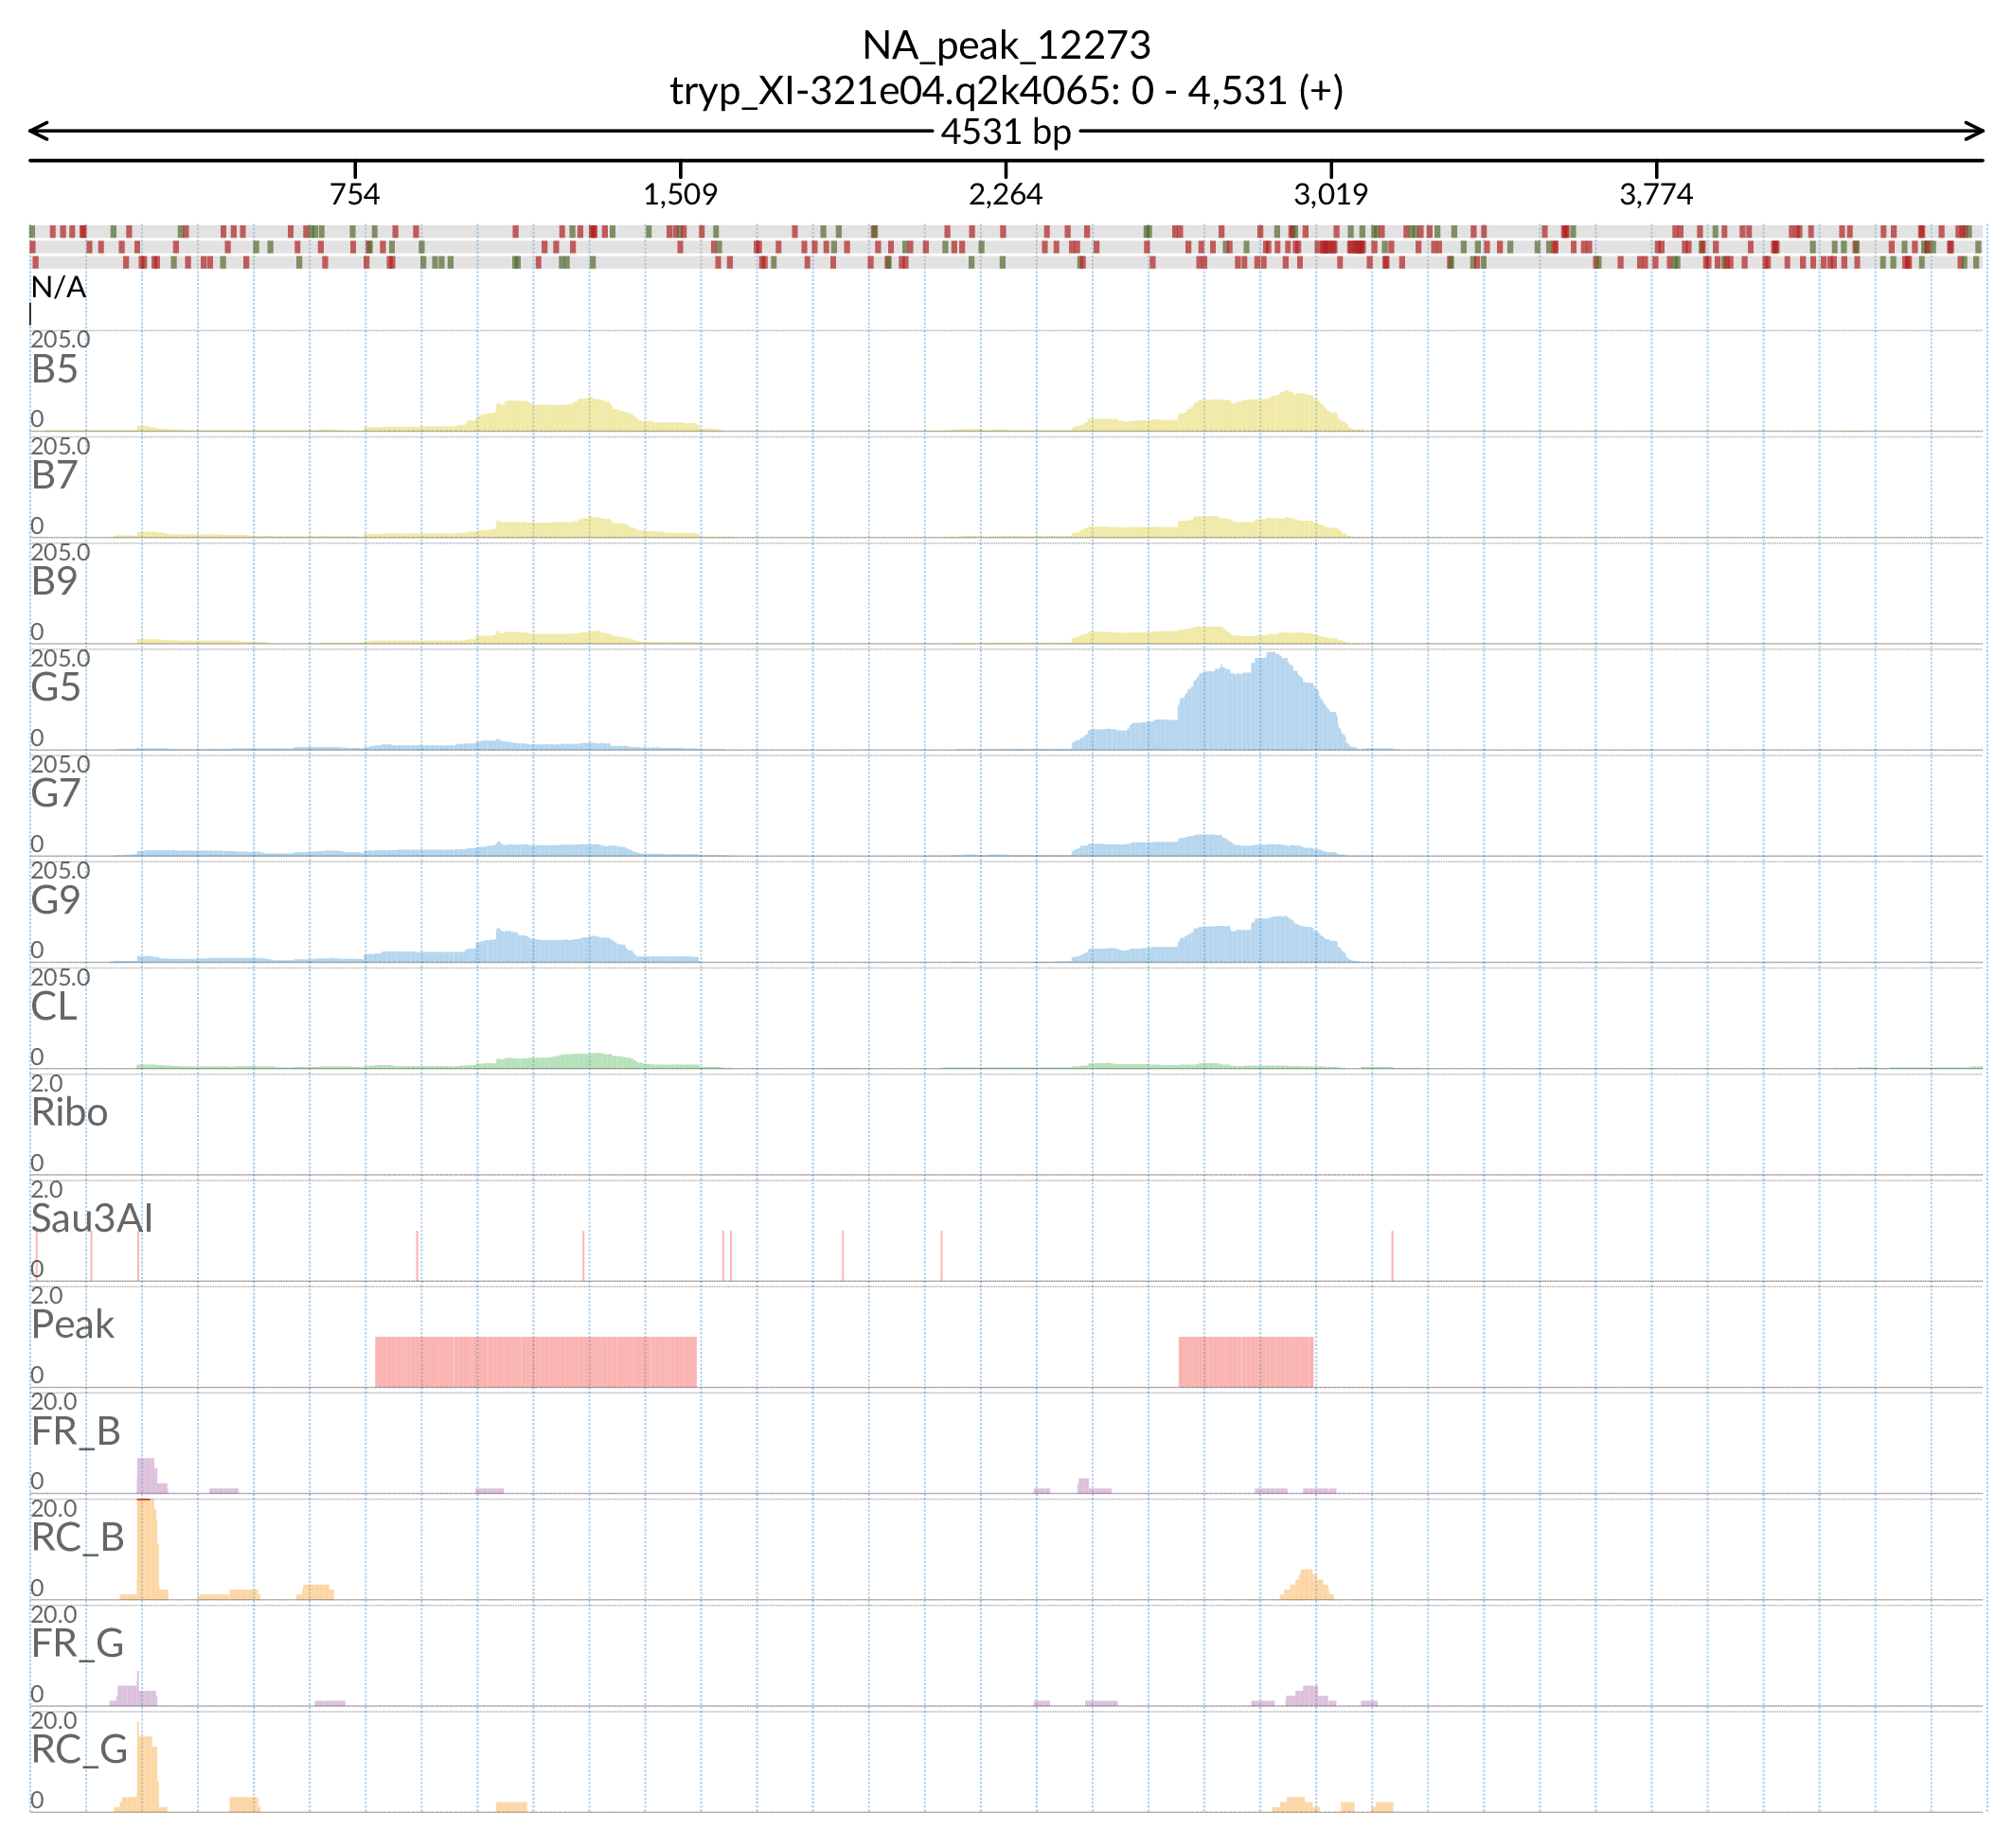 NA_peak_12273
tryp_XI-321e04.q2k4065: 0 - 4,531 (+)
4531 bp
754 1,509 2,264 3,019 3,774
N/A
205.0
B5
0
205.0
B7
0
205.0
B9
0
205.0
G5
0
205.0
G7
0
205.0
G9
0
205.0
CL
0
2.0
Ribo
0
2.0
Sau3AI
0
2.0
Peak
0
20.0
FR_B
0
20.0
RC_B
0
20.0
FR_G
0
20.0
RC_G
0